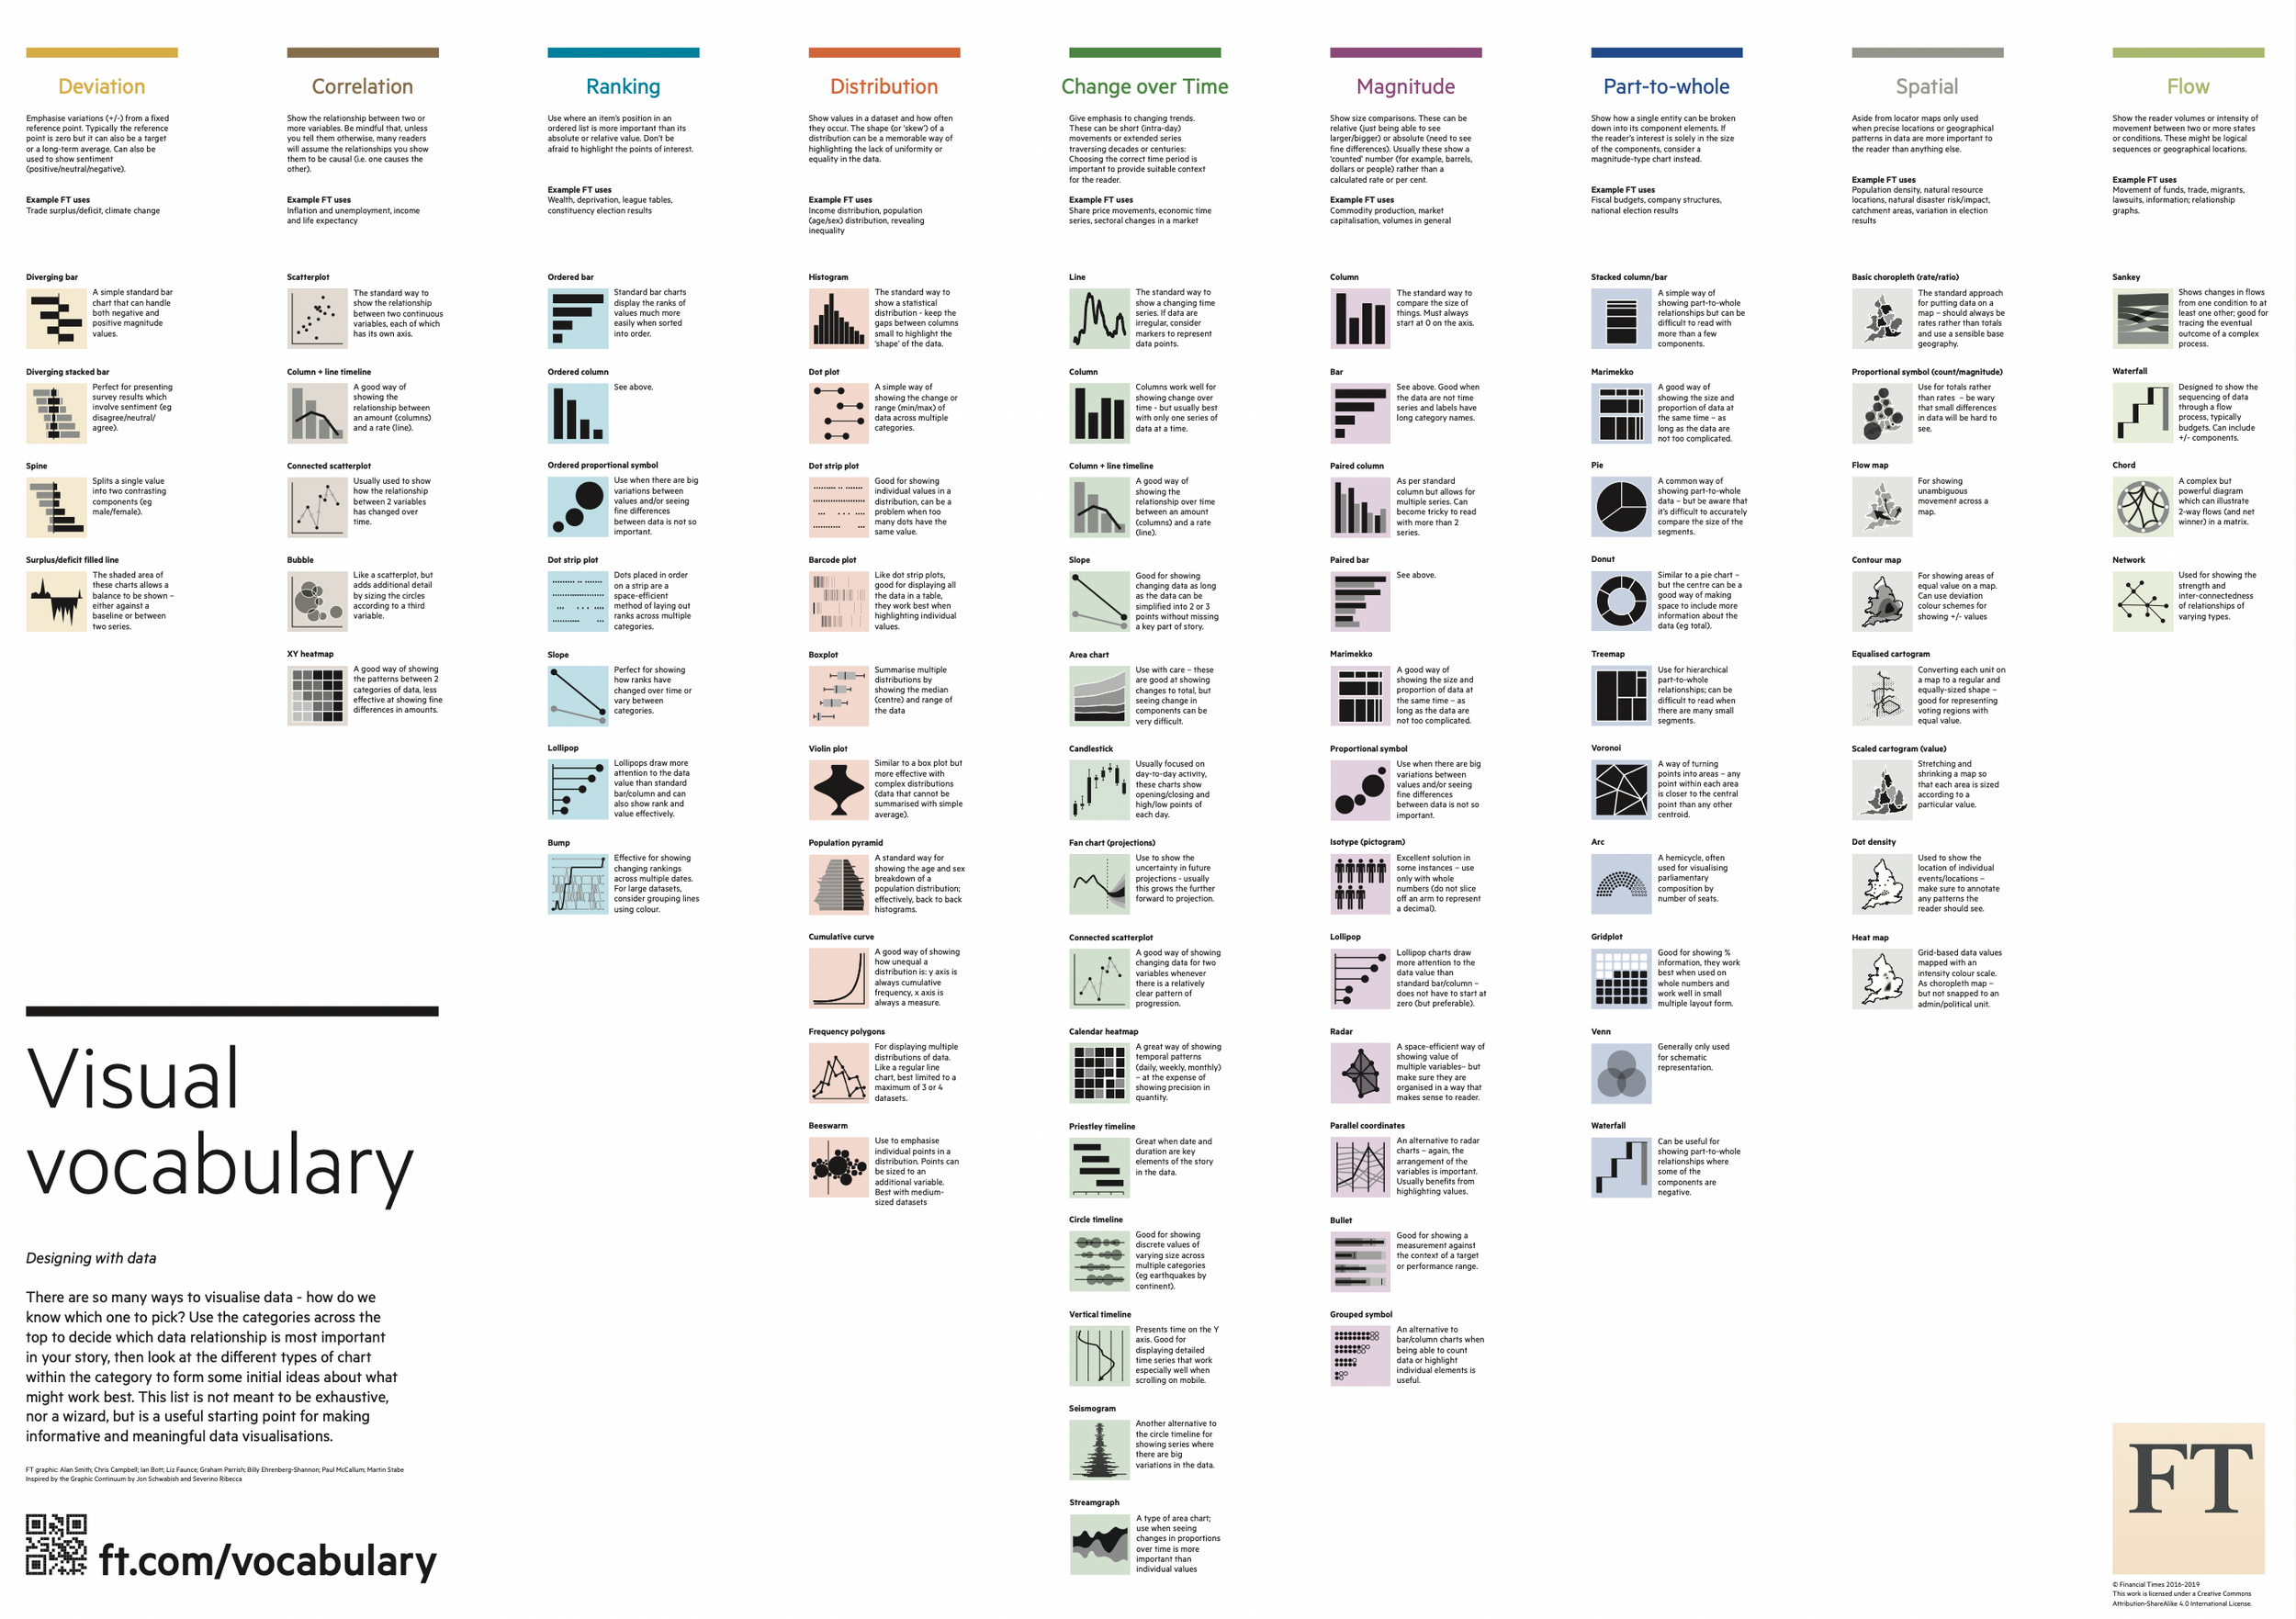 Deviation
Emphasise variations (+/-) from a fixed
reference point. Typically the reference
point is zero but it can also be a target
or a long-term average. Can also be
used to show sentiment
(positive/neutral/negative).
Example FT uses
Trade surplus/deficit, climate change
Diverging bar
A simple standard bar
chart that can handle
both negative and
positive magnitude
values.
Diverging stacked bar
Perfect for presenting
survey results which
involve sentiment (eg
disagree/neutral/
agree).
Spine
Splits a single value
into two contrasting
components (eg
male/female).
Surplus/deficit filled line
The shaded area of
these charts allows a
balance to be shown –
either against a
baseline or between
two series.
Correlation
Show the relationship between two or
more variables. Be mindful that, unless
you tell them otherwise, many readers
will assume the relationships you show
them to be causal (i.e. one causes the
other).
Example FT uses
Inflation and unemployment, income
and life expectancy
Scatterplot
The standard way to
show the relationship
between two continuous
variables, each of which
has its own axis.
Column + line timeline
A good way of
showing the
relationship between
an amount (columns)
and a rate (line).
Connected scatterplot
Usually used to show
how the relationship
between 2 variables
has changed over
time.
Bubble
Like a scatterplot, but
adds additional detail
by sizing the circles
according to a third
variable.
XY heatmap
A good way of showing
the patterns between 2
categories of data, less
effective at showing fine
differences in amounts.
Ranking
Use where an item's position in an
ordered list is more important than its
absolute or relative value. Don't be
afraid to highlight the points of interest.
Example FT uses
Wealth, deprivation, league tables,
constituency election results
Ordered bar
Standard bar charts
display the ranks of
values much more
easily when sorted
into order.
Ordered column
See above.
Ordered proportional symbol
Use when there are big
variations between
values and/or seeing
fine differences
between data is not so
important.
Dot strip plot
Dots placed in order
on a strip are a
space-efficient
method of laying out
ranks across multiple
categories.
Slope
Perfect for showing
how ranks have
changed over time or
vary between
categories.
Lollipop
Lollipops draw more
attention to the data
value than standard
bar/column and can
also show rank and
value effectively.
Bump
Effective for showing
changing rankings
across multiple dates.
For large datasets,
consider grouping lines
using colour.
Distribution
Show values in a dataset and how often
they occur. The shape (or 'skew') of a
distribution can be a memorable way of
highlighting the lack of uniformity or
equality in the data.
Example FT uses
Income distribution, population
(age/sex) distribution, revealing
inequality
Histogram
The standard way to
show a statistical
distribution - keep the
gaps between columns
small to highlight the
'shape' of the data.
Dot plot
A simple way of
showing the change or
range (min/max) of
data across multiple
categories.
Dot strip plot
Good for showing
individual values in a
distribution, can be a
problem when too
many dots have the
same value.
Barcode plot
Like dot strip plots,
good for displaying all
the data in a table,
they work best when
highlighting individual
values.
Boxplot
Summarise multiple
distributions by
showing the median
(centre) and range of
the data
Violin plot
Similar to a box plot but
more effective with
complex distributions
(data that cannot be
summarised with simple
average).
Population pyramid
A standard way for
showing the age and sex
breakdown of a
population distribution;
effectively, back to back
histograms.
Cumulative curve
A good way of showing
how unequal a
distribution is: y axis is
always cumulative
frequency, x axis is
always a measure.
Frequency polygons
For displaying multiple
distributions of data.
Like a regular line
chart, best limited to a
maximum of 3 or 4
datasets.
Beeswarm
Use to emphasise
individual points in a
distribution. Points can
be sized to an
additional variable.
Best with medium-
sized datasets
Change over Time
Give emphasis to changing trends.
These can be short (intra-day)
movements or extended series
traversing decades or centuries:
Choosing the correct time period is
important to provide suitable context
for the reader.
Example FT uses
Share price movements, economic time
series, sectoral changes in a market
Line
The standard way to
show a changing time
series. If data are
irregular, consider
markers to represent
data points.
Column
Columns work well for
showing change over
time - but usually best
with only one series of
data at a time.
Column + line timeline
A good way of
showing the
relationship over time
between an amount
(columns) and a rate
(line).
Slope
Good for showing
changing data as long
as the data can be
simplified into 2 or 3
points without missing
a key part of story.
Area chart
Use with care – these
are good at showing
changes to total, but
seeing change in
components can be
very difficult.
Candlestick
Usually focused on
day-to-day activity,
these charts show
opening/closing and
high/low points of
each day.
Fan chart (projections)
Use to show the
uncertainty in future
projections - usually
this grows the further
forward to projection.
Connected scatterplot
A good way of showing
changing data for two
variables whenever
there is a relatively
clear pattern of
progression.
Calendar heatmap
A great way of showing
temporal patterns
(daily, weekly, monthly)
– at the expense of
showing precision in
quantity.
Priestley timeline
Great when date and
duration are key
elements of the story
in the data.
Circle timeline
Good for showing
discrete values of
varying size across
multiple categories
(eg earthquakes by
continent).
Vertical timeline
Presents time on the Y
axis. Good for
displaying detailed
time series that work
especially well when
scrolling on mobile.
Seismogram
Another alternative to
the circle timeline for
showing series where
there are big
variations in the data.
Streamgraph
A type of area chart;
use when seeing
changes in proportions
over time is more
important than
individual values
Magnitude
Show size comparisons. These can be
relative (just being able to see
larger/bigger) or absolute (need to see
fine differences). Usually these show a
'counted' number (for example, barrels,
dollars or people) rather than a
calculated rate or per cent.
Example FT uses
Commodity production, market
capitalisation, volumes in general
Column
The standard way to
compare the size of
things. Must always
start at 0 on the axis.
Bar
See above. Good when
the data are not time
series and labels have
long category names.
Paired column
As per standard
column but allows for
multiple series. Can
become tricky to read
with more than 2
series.
Paired bar
See above.
Marimekko
A good way of
showing the size and
proportion of data at
the same time – as
long as the data are
not too complicated.
Proportional symbol
Use when there are big
variations between
values and/or seeing
fine differences
between data is not so
important.
Isotype (pictogram)
Excellent solution in
some instances – use
only with whole
numbers (do not slice
off an arm to represent
a decimal).
Lollipop
Lollipop charts draw
more attention to the
data value than
standard bar/column –
does not have to start at
zero (but preferable).
Radar
A space-efficient way of
showing value of
multiple variables– but
make sure they are
organised in a way that
makes sense to reader.
Parallel coordinates
An alternative to radar
charts – again, the
arrangement of the
variables is important.
Usually benefits from
highlighting values.
Bullet
Good for showing a
measurement against
the context of a target
or performance range.
Grouped symbol
An alternative to
bar/column charts when
being able to count
data or highlight
individual elements is
useful.
Part-to-whole
Show how a single entity can be broken
down into its component elements. If
the reader's interest is solely in the size
of the components, consider a
magnitude-type chart instead.
Example FT uses
Fiscal budgets, company structures,
national election results
Stacked column/bar
A simple way of
showing part-to-whole
relationships but can be
difficult to read with
more than a few
components.
Marimekko
A good way of
showing the size and
proportion of data at
the same time – as
long as the data are
not too complicated.
Pie
A common way of
showing part-to-whole
data – but be aware that
it's difficult to accurately
compare the size of the
segments.
Donut
Similar to a pie chart –
but the centre can be a
good way of making
space to include more
information about the
data (eg total).
Treemap
Use for hierarchical
part-to-whole
relationships; can be
difficult to read when
there are many small
segments.
Voronoi
A way of turning
points into areas – any
point within each area
is closer to the central
point than any other
centroid.
Arc
A hemicycle, often
used for visualising
parliamentary
composition by
number of seats.
Gridplot
Good for showing %
information, they work
best when used on
whole numbers and
work well in small
multiple layout form.
Venn
Generally only used
for schematic
representation.
Waterfall
Can be useful for
showing part-to-whole
relationships where
some of the
components are
negative.
Spatial
Aside from locator maps only used
when precise locations or geographical
patterns in data are more important to
the reader than anything else.
Example FT uses
Population density, natural resource
locations, natural disaster risk/impact,
catchment areas, variation in election
results
Basic choropleth (rate/ratio)
The standard approach
for putting data on a
map – should always be
rates rather than totals
and use a sensible base
geography.
Proportional symbol (count/magnitude)
Use for totals rather
than rates – be wary
that small differences
in data will be hard to
see.
Flow map
For showing
unambiguous
movement across a
map.
Contour map
For showing areas of
equal value on a map.
Can use deviation
colour schemes for
showing +/- values
Equalised cartogram
Converting each unit on
a map to a regular and
equally-sized shape –
good for representing
voting regions with
equal value.
Scaled cartogram (value)
Stretching and
shrinking a map so
that each area is sized
according to a
particular value.
Dot density
Used to show the
location of individual
events/locations –
make sure to annotate
any patterns the
reader should see.
Heat map
Grid-based data values
mapped with an
intensity colour scale.
As choropleth map –
but not snapped to an
admin/political unit.
Flow
Show the reader volumes or intensity of
movement between two or more states
or conditions. These might be logical
sequences or geographical locations.
Example FT uses
Movement of funds, trade, migrants,
lawsuits, information; relationship
graphs.
Sankey
Shows changes in flows
from one condition to at
least one other; good for
tracing the eventual
outcome of a complex
process.
Waterfall
Designed to show the
sequencing of data
through a flow
process, typically
budgets. Can include
+/- components.
Chord
A complex but
powerful diagram
which can illustrate
2-way flows (and net
winner) in a matrix.
Network
Used for showing the
strength and
inter-connectedness
of relationships of
varying types.
Visual
vocabulary
Designing with data
There are so many ways to visualise data - how do we
know which one to pick? Use the categories across the
top to decide which data relationship is most important
in your story, then look at the different types of chart
within the category to form some initial ideas about what
might work best. This list is not meant to be exhaustive,
nor a wizard, but is a useful starting point for making
informative and meaningful data visualisations.
FT graphic: Alan Smith; Chris Campbell; Ian Bott; Liz Faunce; Graham Parrish; Billy Ehrenberg-Shannon; Paul McCallum; Martin Stabe
Inspired by the Graphic Continuum by Jon Schwabish and Severino Ribecca
ft.com/vocabulary
FT
© Financial Times 2016-2019
This work is licensed under a Creative Commons
Attribution-ShareAlike 4.0 International License.